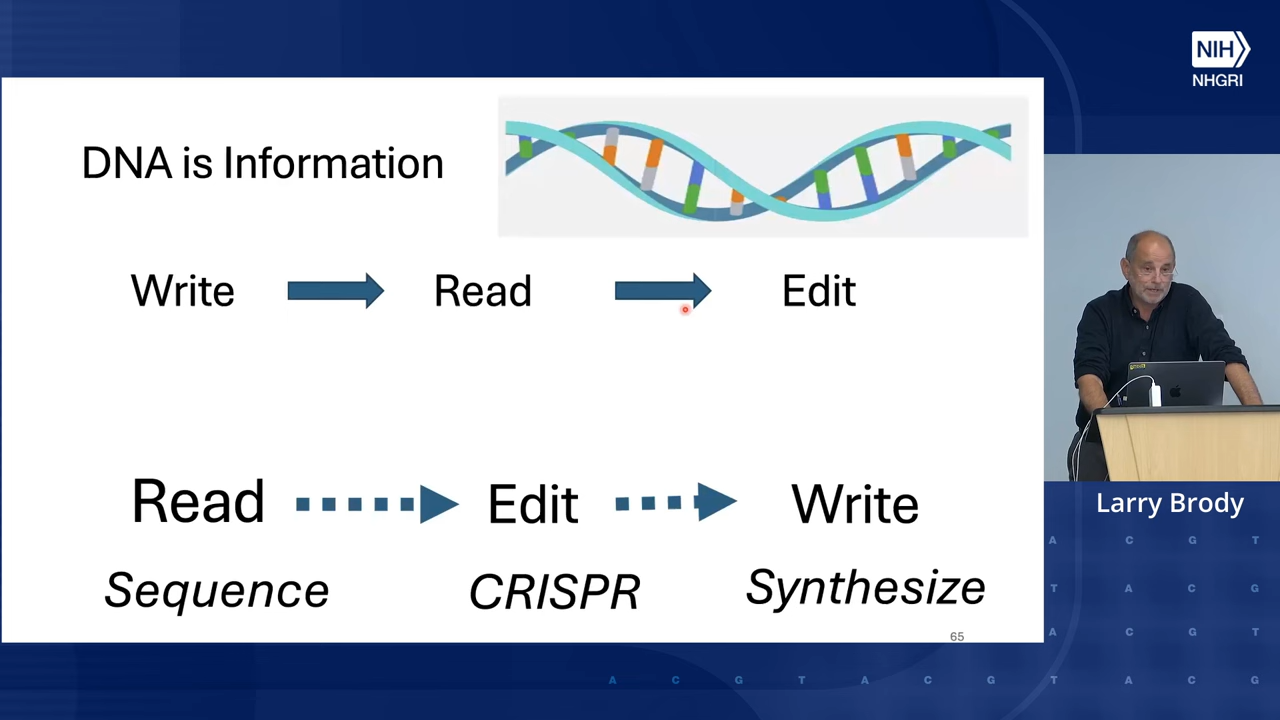 NIH
NHGRI
DNA is Information
Write Read Edit
Read Edit Write
Sequence CRISPR Synthesize
65
Larry Brody
A C G T
T A C G
A C G T
A C G T A C G T A C G